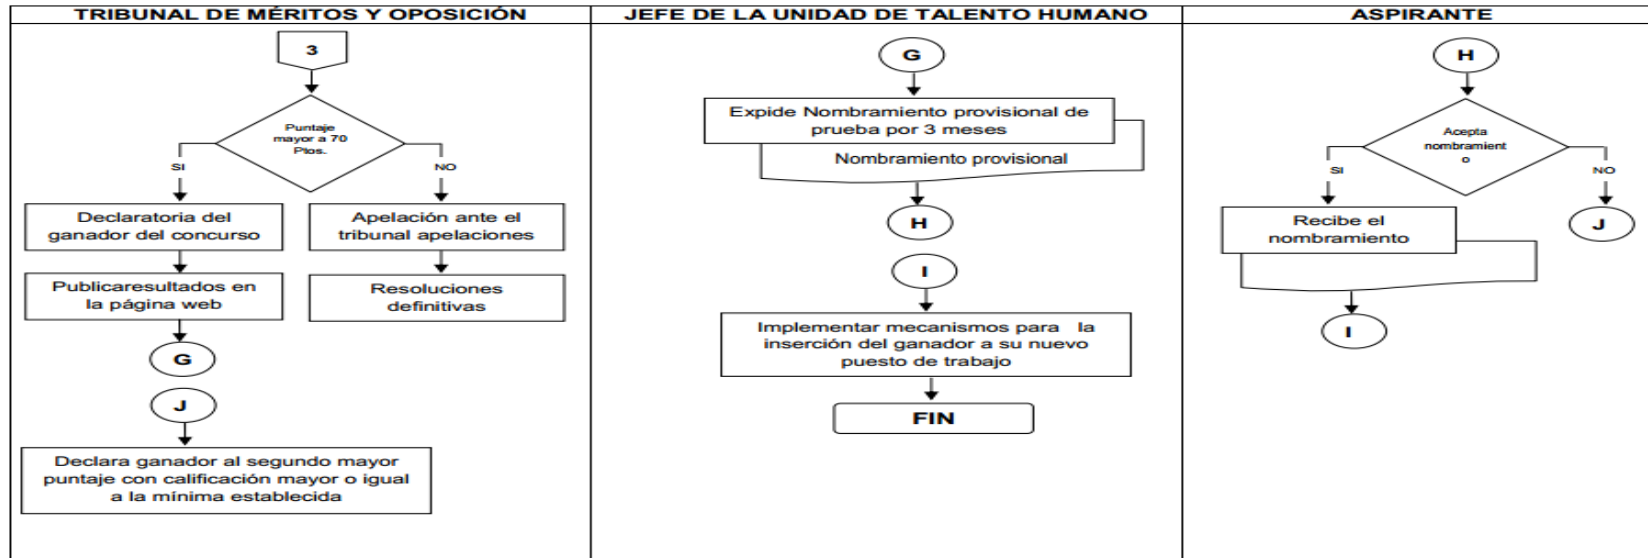 TRIBUNAL DE MÉRITOS Y OPOSICIÓN
3
Puntaje
mayor a 70
Ptos.
SI
NO
Declaratoria del
ganador del concurso
Apelación ante el
tribunal apelaciones
Publicaresultados en
la página web
Resoluciones
definitivas
G
J
Declara ganador al segundo mayor
puntaje con calificación mayor o igual
a la mínima establecida
JEFE DE LA UNIDAD DE TALENTO HUMANO
G
Expide Nombramiento provisional de
prueba por 3 meses
Nombramiento provisional
H
I
Implementar mecanismos para la
inserción del ganador a su nuevo
puesto de trabajo
FIN
ASPIRANTE
H
Acepta
nombramient
o
SI
NO
Recibe el
nombramiento
J
I